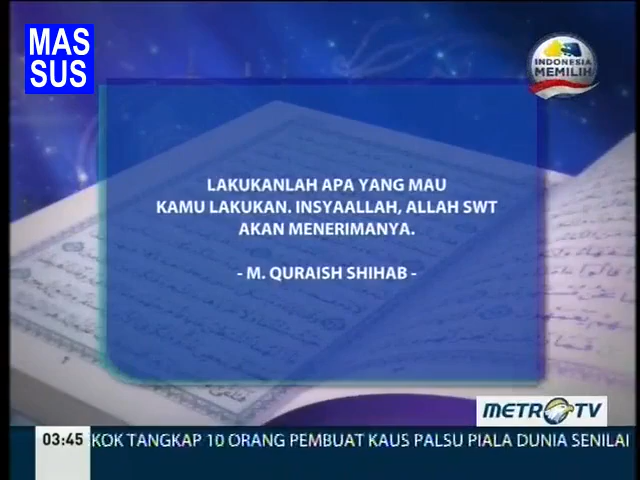 MAS
SUS
INDONESIA
MEMILIH
LAKUKANLAH APA YANG MAU
KAMU LAKUKAN. INSYAALLAH, ALLAH SWT
AKAN MENERIMANYA.
- M. QURAISH SHIHAB -
METRO TV
03:45 KOK TANGKAP 10 ORANG PEMBUAT KAUS PALSU PIALA DUNIA SENILAI